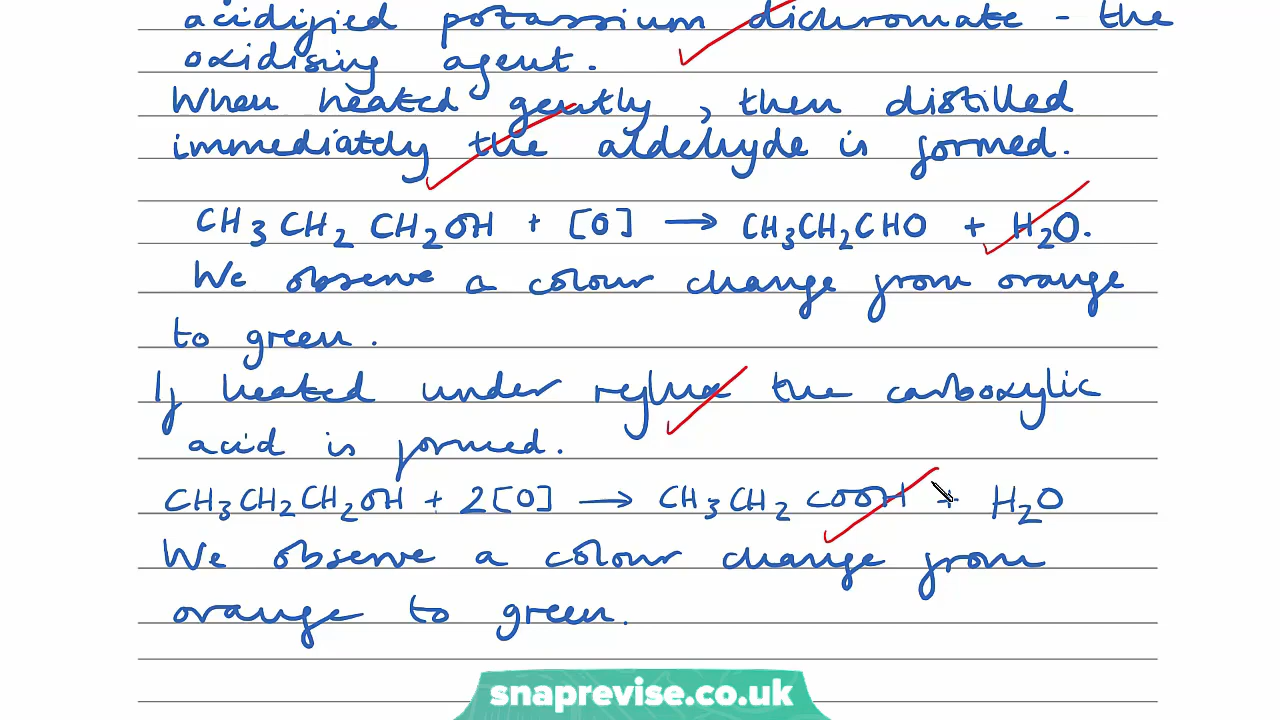 acidified potassium dichromate - the
oxidising agent.
When heated gently, then distilled
immediately the aldehyde is formed.
CH₃CH₂CH₂OH + [O] → CH₃CH₂CHO + H₂O.
We observe a colour change from orange
to green.
If heated under reflux the carboxylic
acid is formed.
CH₃CH₂CH₂OH + 2[O] → CH₃CH₂COOH + H₂O
We observe a colour change from
orange to green.
snaprevise.co.uk